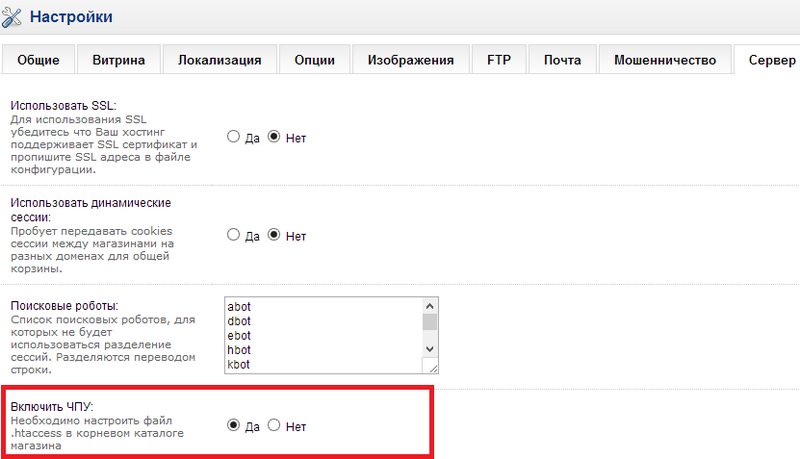 Настройки
Общие Витрина Локализация Опции Изображения FTP Почта Мошенничество Сервер
Использовать SSL:
Для использования SSL
убедитесь что Ваш хостинг
поддерживает SSL сертификат и
пропишите SSL адреса в файле
конфигурации.
Да Нет
Использовать динамические
сессии:
Пробует передавать cookies
сессии между магазинами на
разных доменах для общей
корзины.
Да Нет
Поисковые роботы:
Список поисковых роботов, для
которых не будет
использоваться разделение
сессий. Разделяются переводом
строки.
abot
dbot
ebot
hbot
kbot
Включить ЧПУ:
Необходимо настроить файл
.htaccess в корневом каталоге
магазина
Да Нет